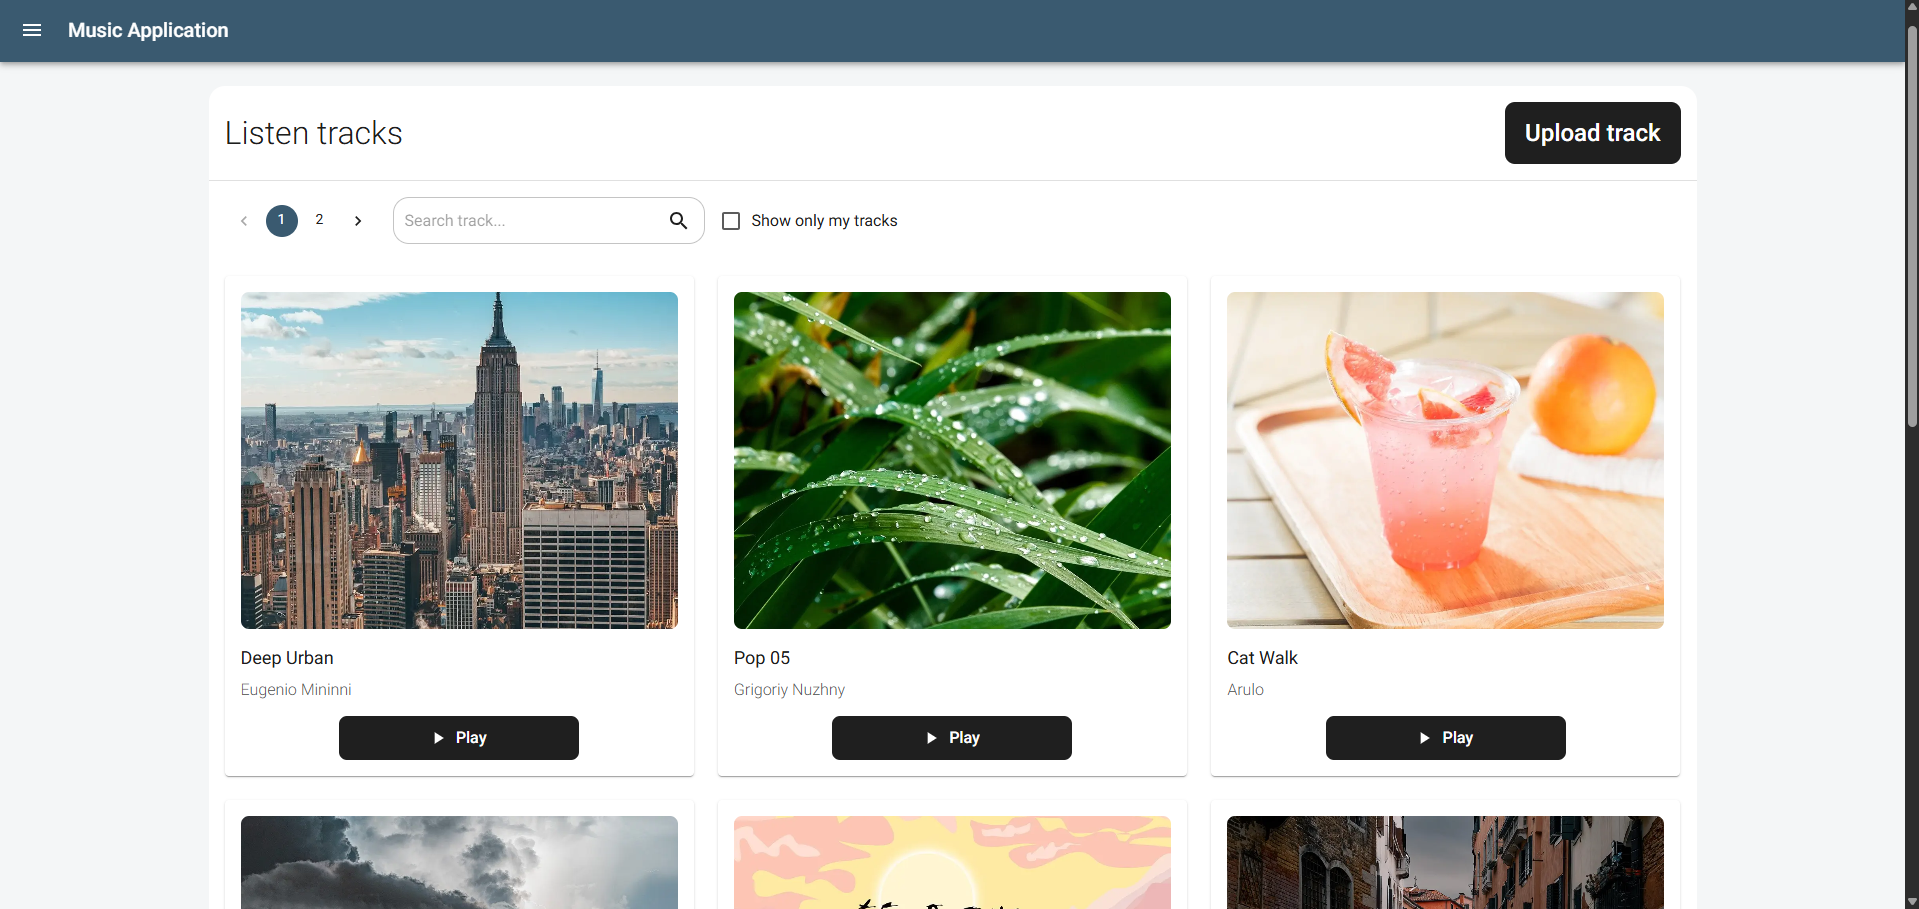 Music Application
Listen tracks
Upload track
1 2
Search track...
Show only my tracks
Deep Urban
Eugenio Mininni
Play
Pop 05
Grigoriy Nuzhny
Play
Cat Walk
Arulo
Play